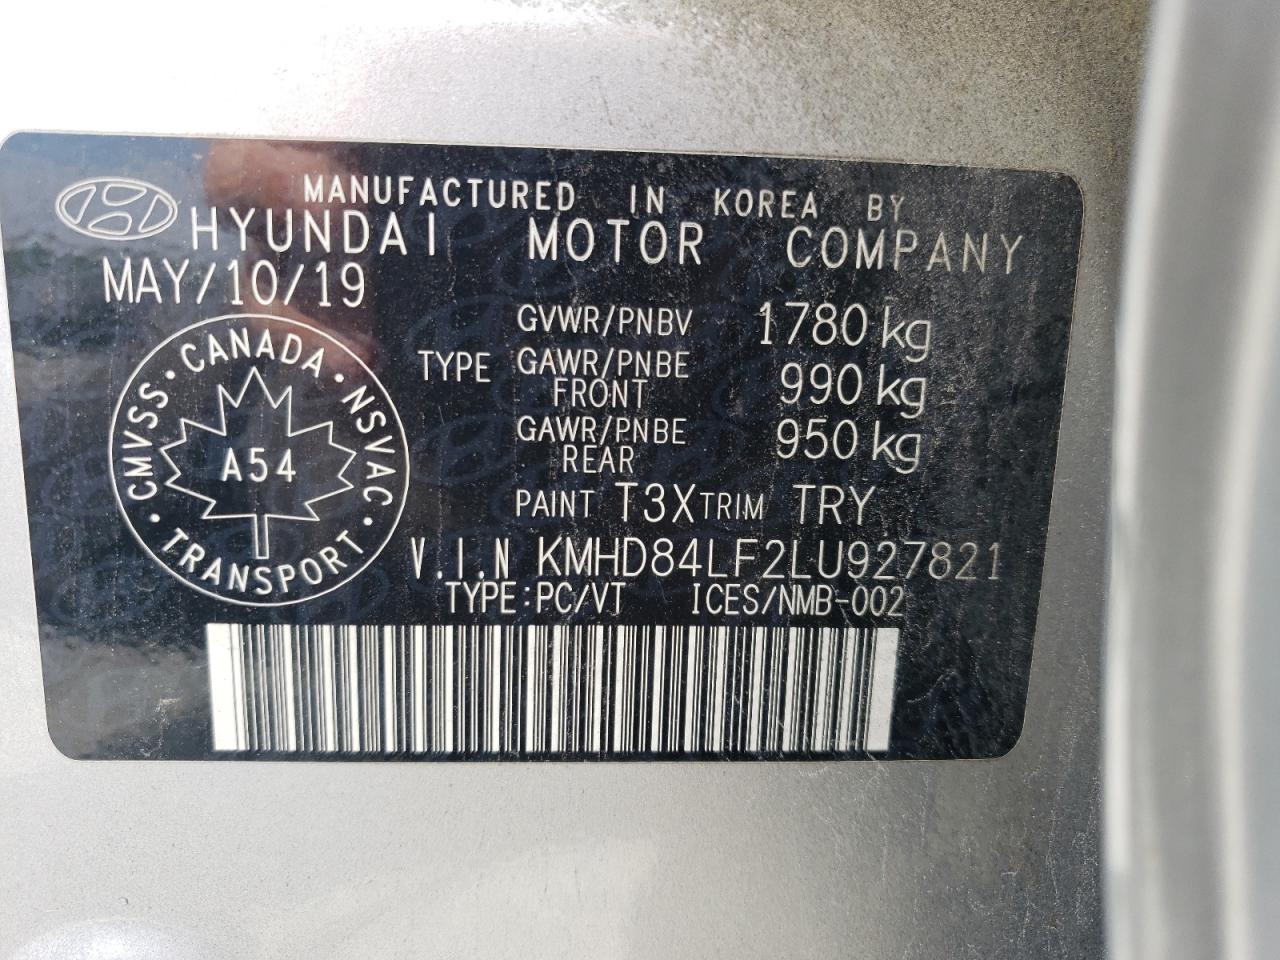 MANUFACTURED IN KOREA BY
HYUNDAI MOTOR COMPANY
MAY/10/19
GVWR/PNBV 1780 kg
TYPE GAWR/PNBE FRONT 990 kg
GAWR/PNBE REAR 950 kg
PAINT T3X TRIM TRY
V.I.N KMHD84LF2LU927821
TYPE: PC/VT ICES/NMB-002
CANADA · NSVAC · TRANSPORT · CMVSS ·
A54